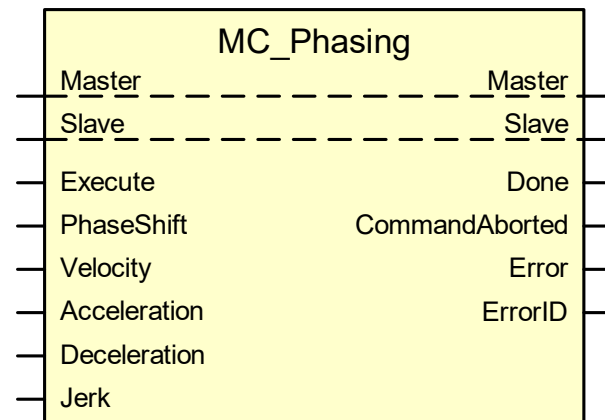 MC_Phasing
Master Master
Slave Slave
Execute Done
PhaseShift CommandAborted
Velocity Error
Acceleration ErrorID
Deceleration
Jerk